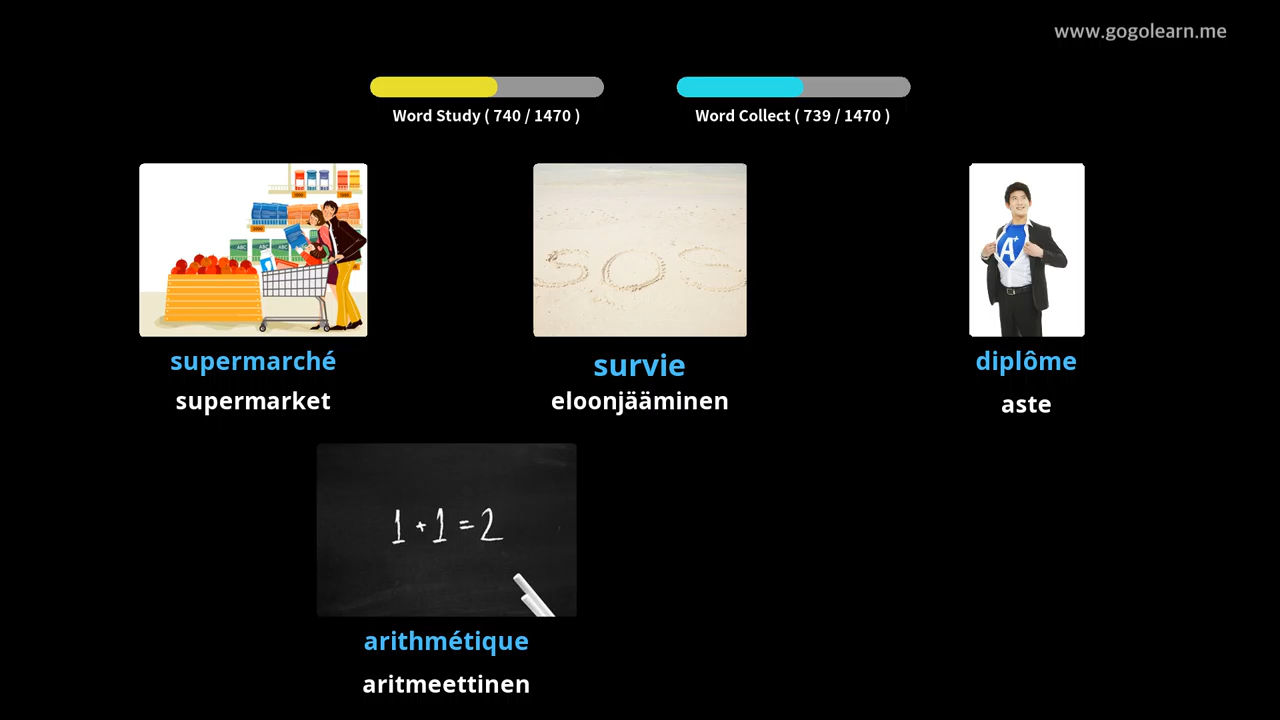 www.gogolearn.me
Word Study ( 740 / 1470 )
Word Collect ( 739 / 1470 )
SOS
A+
supermarché
supermarket
survie
eloonjääminen
diplôme
aste
1+1=2
arithmétique
aritmeettinen